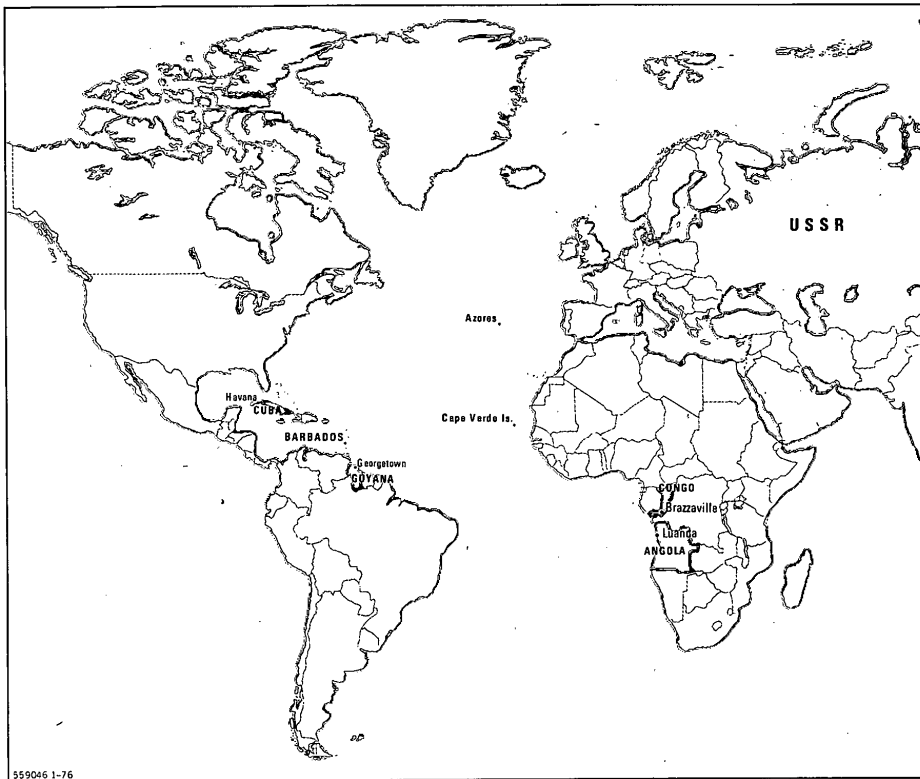 USSR
Azores
Havana
CUBA
Cape Verde Is.
BARBADOS
Georgetown
GUYANA
CONGO
Brazzaville
Luanda
ANGOLA
559046 1-76